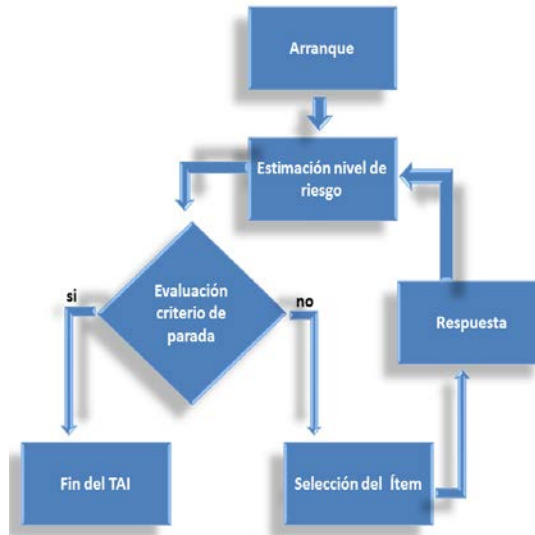 Arranque
Estimación nivel de
riesgo
Evaluación
criterio de
parada
si
no
Respuesta
Fin del TAI
Selección del Ítem